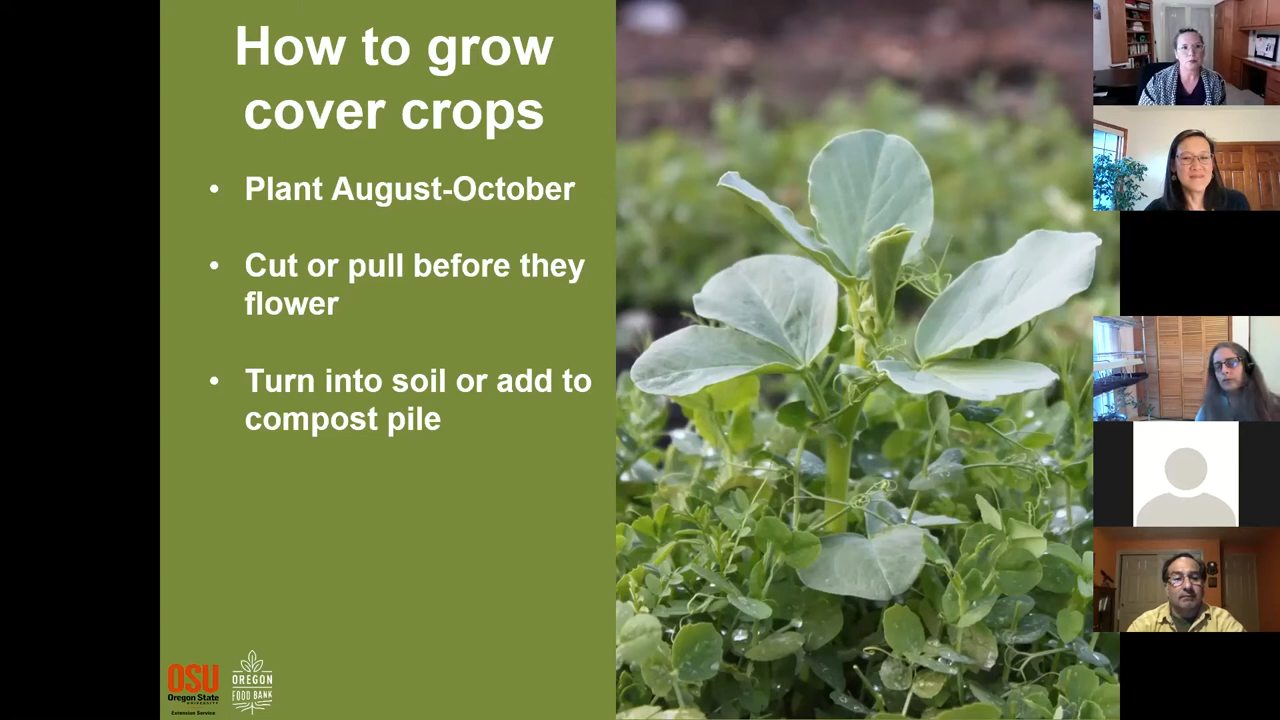 How to grow
cover crops
• Plant August-October
• Cut or pull before they
flower
• Turn into soil or add to
compost pile
OSU
Oregon State
UNIVERSITY
Extension Service
OREGON
FOOD BANK